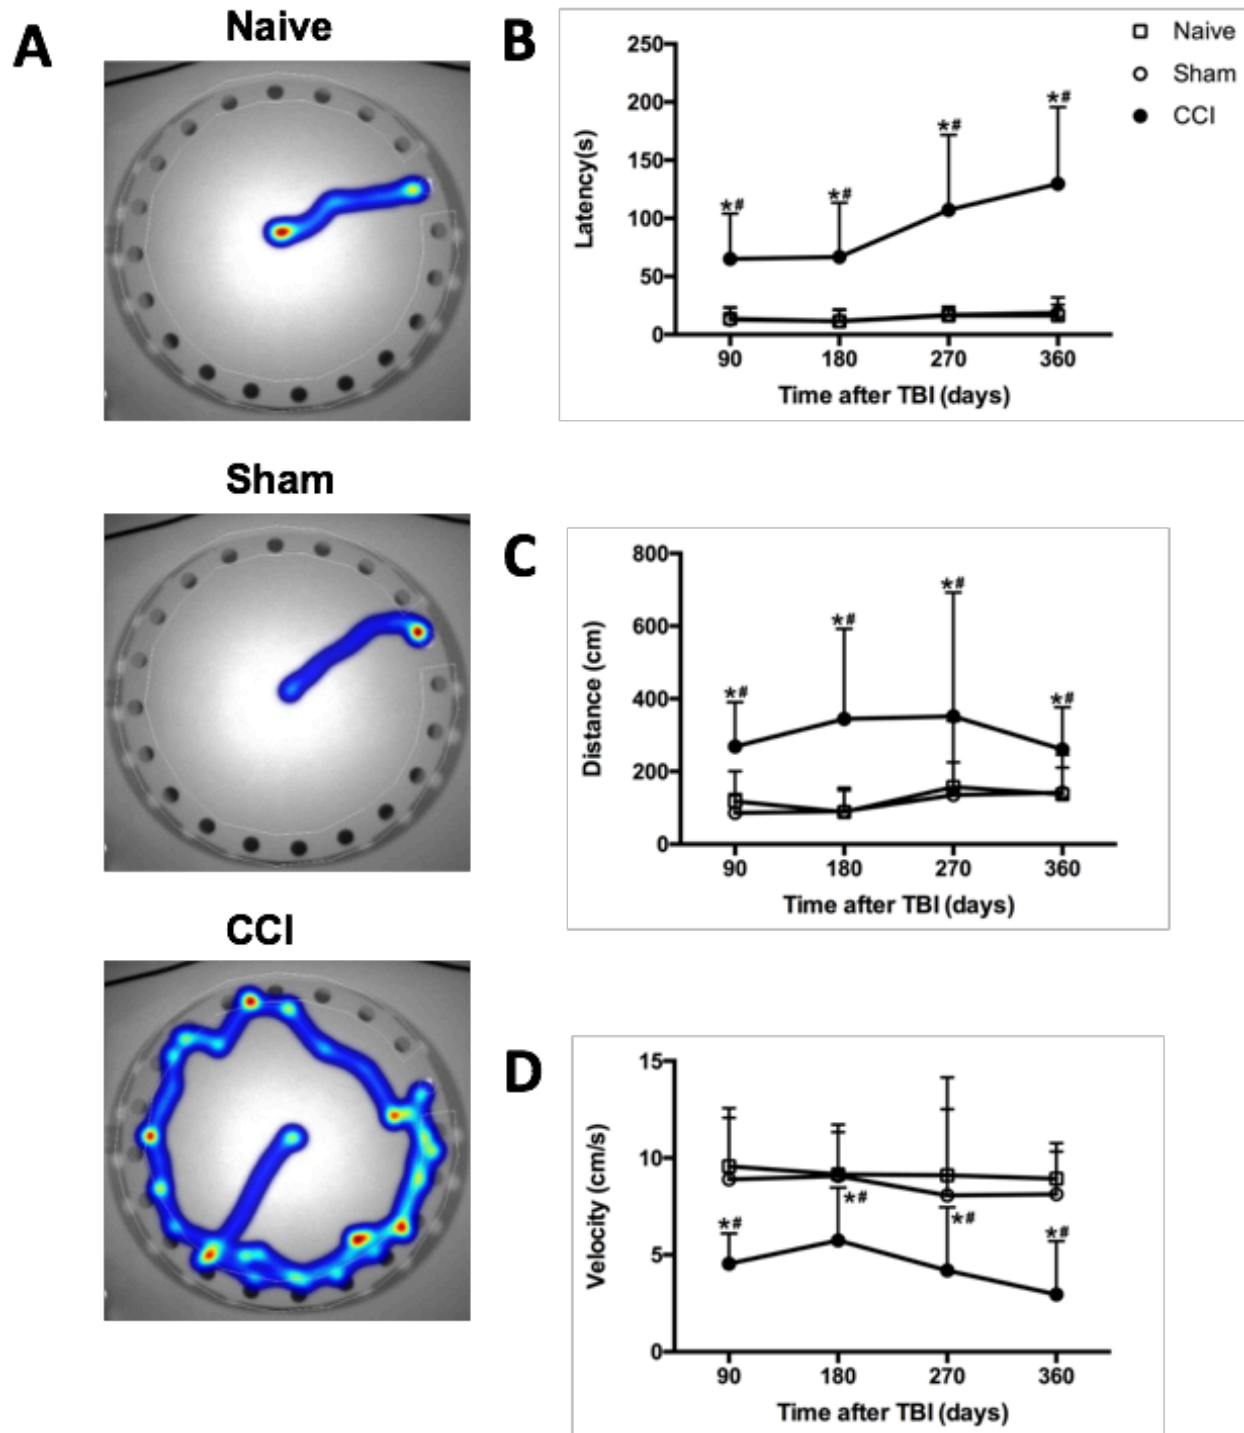 A
Naive
Sham
CCI
B
Naive
Sham
CCI
250
200
150
100
50
0
Latency(s)
*#
*#
*#
*#
90 180 270 360
Time after TBI (days)
C
800
600
400
200
0
Distance (cm)
*#
*#
*#
*#
90 180 270 360
Time after TBI (days)
D
15
10
5
0
Velocity (cm/s)
*#
*#
*#
*#
90 180 270 360
Time after TBI (days)